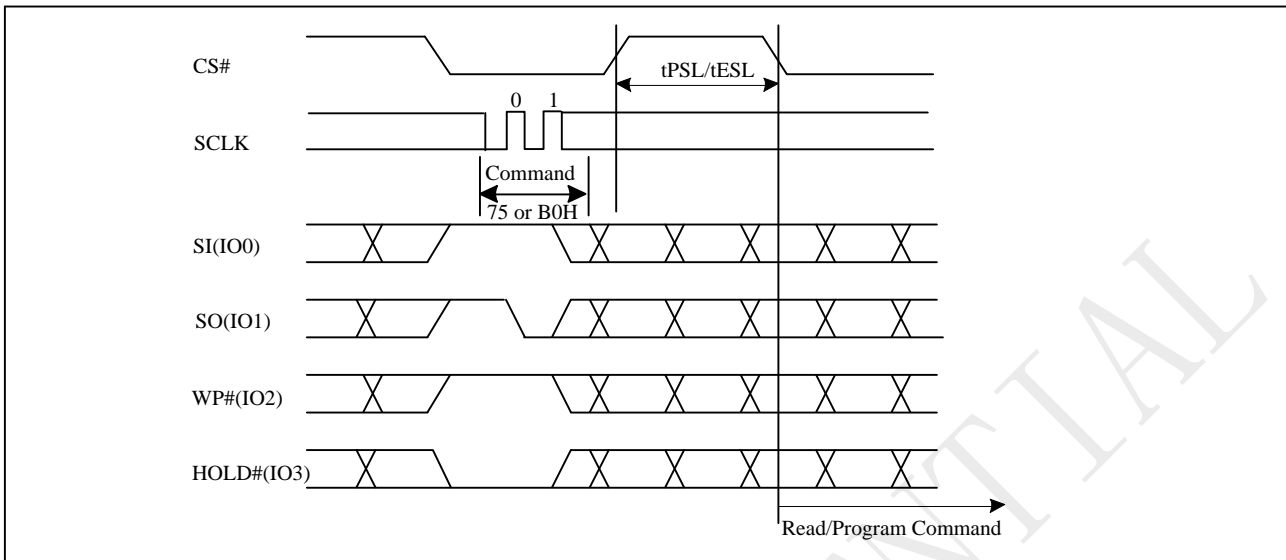 CS#
tPSL/tESL
0 1
SCLK
Command
75 or B0H
SI(IO0)
SO(IO1)
WP#(IO2)
HOLD#(IO3)
Read/Program Command
NTIAL